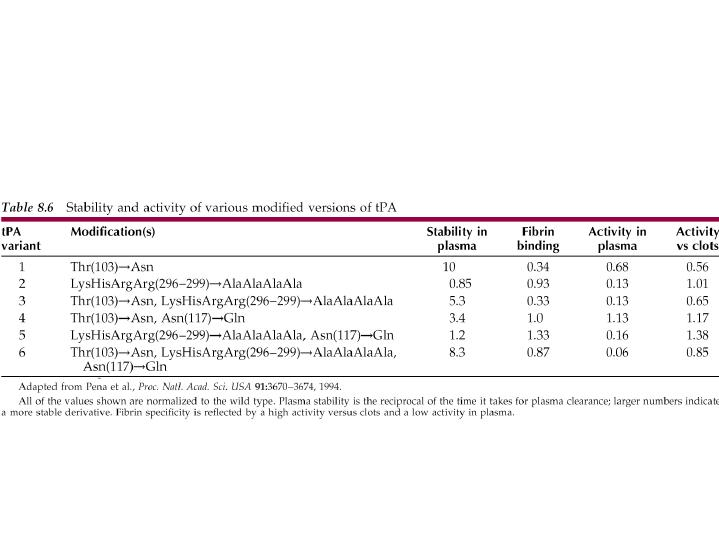 Table 8.6 Stability and activity of various modified versions of tPA
tPA variant Modification(s) Stability in plasma Fibrin binding Activity in plasma Activity vs clots
1 Thr(103)→Asn 10 0.34 0.68 0.56
2 LysHisArgArg(296–299)→AlaAlaAlaAla 0.85 0.93 0.13 1.01
3 Thr(103)→Asn, LysHisArgArg(296–299)→AlaAlaAlaAla 5.3 0.33 0.13 0.65
4 Thr(103)→Asn, Asn(117)→Gln 3.4 1.0 1.13 1.17
5 LysHisArgArg(296–299)→AlaAlaAlaAla, Asn(117)→Gln 1.2 1.33 0.16 1.38
6 Thr(103)→Asn, LysHisArgArg(296–299)→AlaAlaAlaAla, 8.3 0.87 0.06 0.85
Asn(117)→Gln
Adapted from Pena et al., Proc. Natl. Acad. Sci. USA 91:3670–3674, 1994.
All of the values shown are normalized to the wild type. Plasma stability is the reciprocal of the time it takes for plasma clearance; larger numbers indicate
a more stable derivative. Fibrin specificity is reflected by a high activity versus clots and a low activity in plasma.